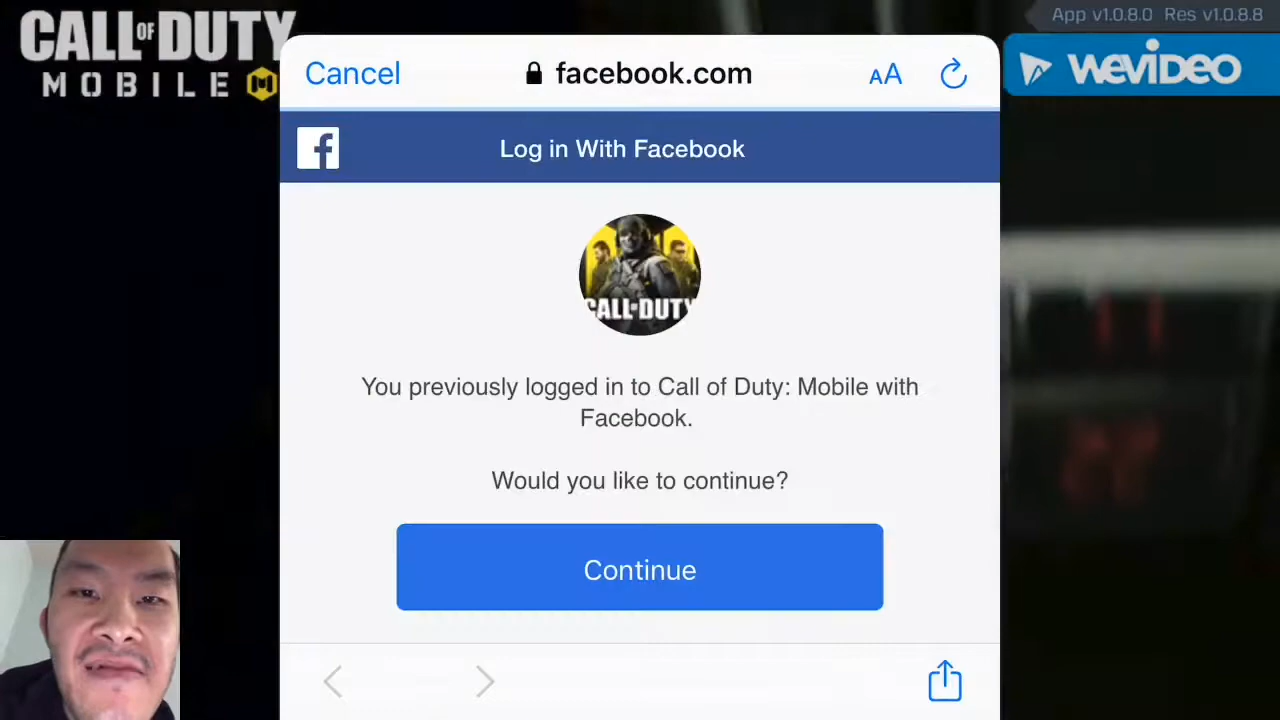 CALL OF DUTY
MOBILE
App v1.0.8.0 Res v1.0.8.8
WEVIDEO
Cancel
facebook.com
AA
f
Log in With Facebook
CALL OF DUTY
You previously logged in to Call of Duty: Mobile with
Facebook.
Would you like to continue?
Continue